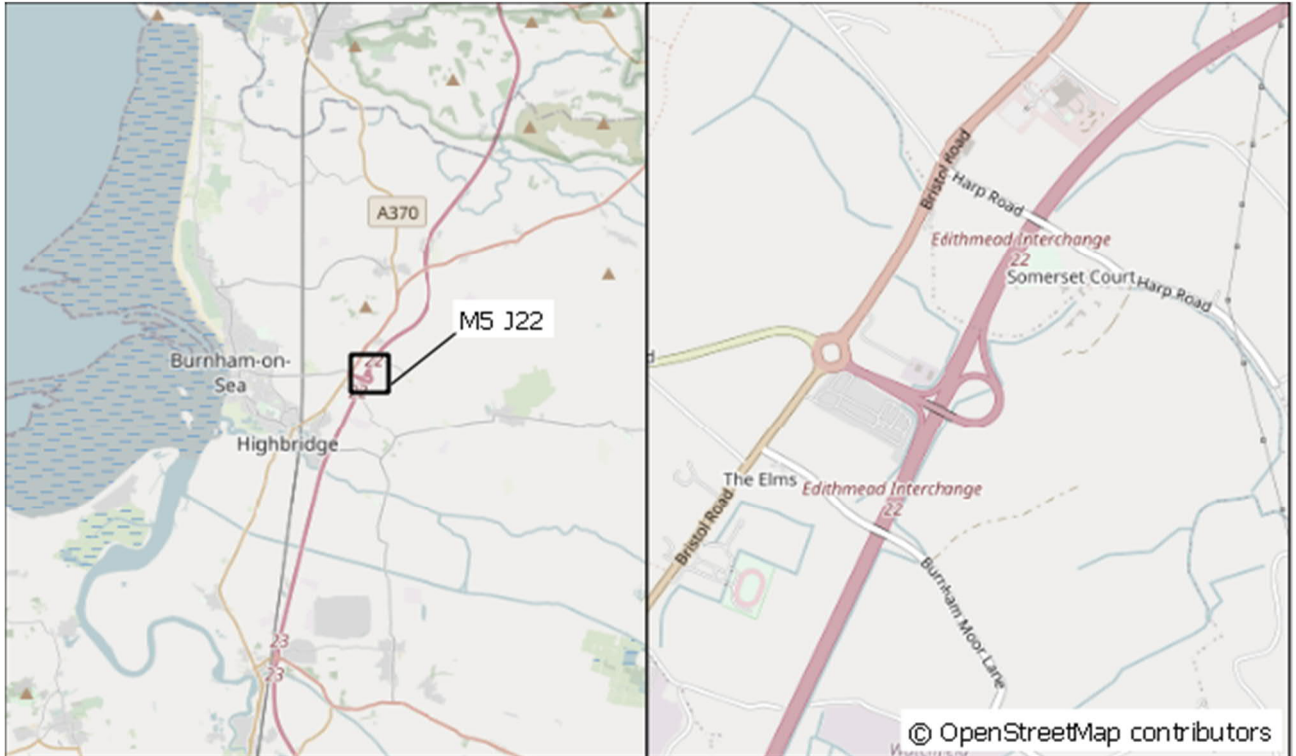 A370
M5 J22
22
Burnham-on-
Sea
Highbridge
23
23
Bristol Road
Harp Road
Edithmead Interchange
22
Somerset Court
Harp Road
The Elms
Edithmead Interchange
22
Bristol Road
Burnham Moor Lane
© OpenStreetMap contributors